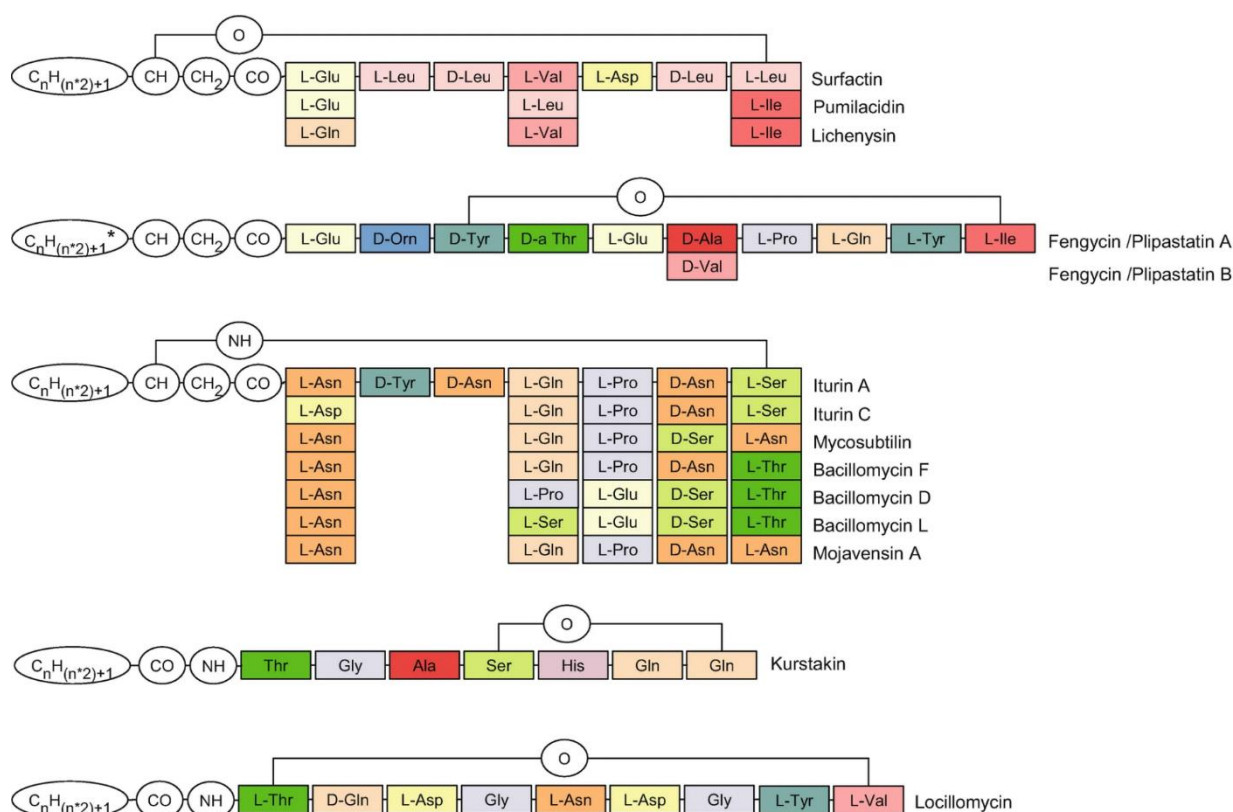 O
CnH(n*2)+1 CH CH2 CO L-Glu L-Leu D-Leu L-Val L-Asp D-Leu L-Leu Surfactin
L-Glu L-Leu L-Ile Pumilacidin
L-Gln L-Val L-Ile Lichenysin
O
CnH(n*2)+1* CH CH2 CO L-Glu D-Orn D-Tyr D-a Thr L-Glu D-Ala L-Pro L-Gln L-Tyr L-Ile Fengycin /Plipastatin A
D-Val Fengycin /Plipastatin B
NH
CnH(n*2)+1 CH CH2 CO L-Asn D-Tyr D-Asn L-Gln L-Pro D-Asn L-Ser Iturin A
L-Asp L-Gln L-Pro D-Asn L-Ser Iturin C
L-Asn L-Gln L-Pro D-Ser L-Asn Mycosubtilin
L-Asn L-Gln L-Pro D-Asn L-Thr Bacillomycin F
L-Asn L-Pro L-Glu D-Ser L-Thr Bacillomycin D
L-Asn L-Ser L-Glu D-Ser L-Thr Bacillomycin L
L-Asn L-Gln L-Pro D-Asn L-Asn Mojavensin A
O
CnH(n*2)+1 CO NH Thr Gly Ala Ser His Gln Gln Kurstakin
O
CnH(n*2)+1 CO NH L-Thr D-Gln L-Asp Gly L-Asn L-Asp Gly L-Tyr L-Val Locillomycin